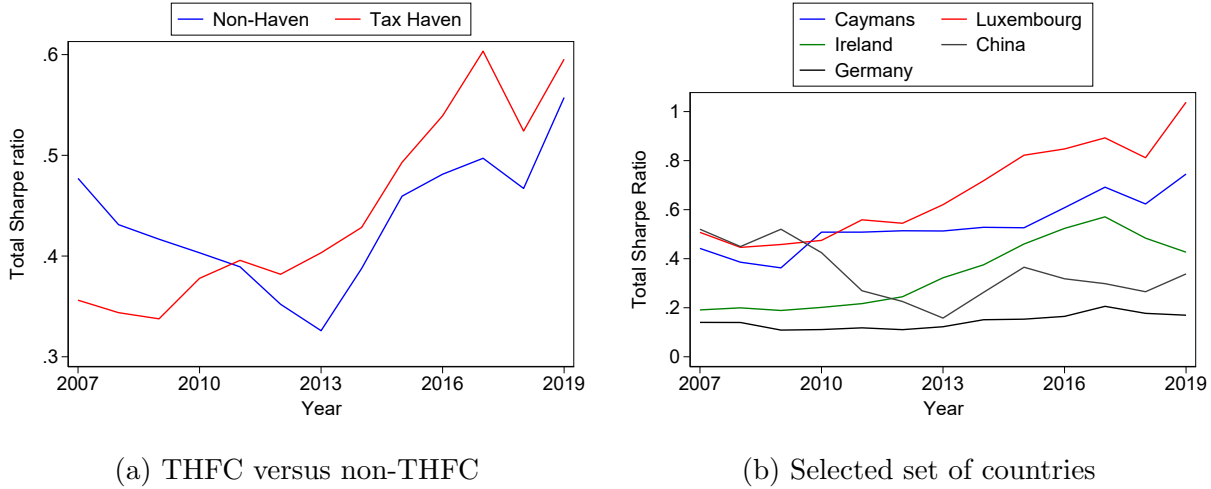 Non-Haven Tax Haven
Total Sharpe ratio
.6
.5
.4
.3
2007 2010 2013 2016 2019
Year
(a) THFC versus non-THFC
Caymans Luxembourg
Ireland China
Germany
Total Sharpe Ratio
1
.8
.6
.4
.2
0
2007 2010 2013 2016 2019
Year
(b) Selected set of countries